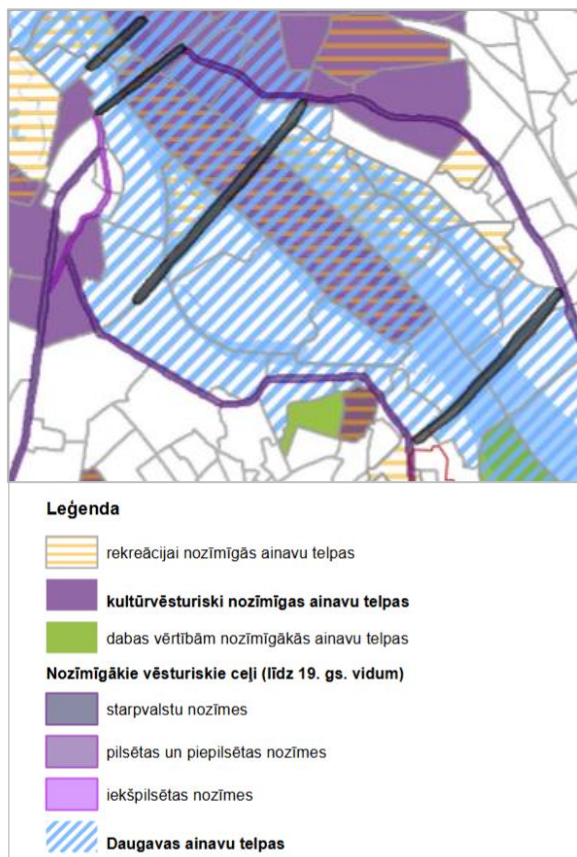 Leģenda
rekreācijai nozīmīgās ainavu telpas
kultūrvēsturiski nozīmīgas ainavu telpas
dabas vērtībām nozīmīgākās ainavu telpas
Nozīmīgākie vēsturiskie ceļi (līdz 19. gs. vidum)
starpvalstu nozīmes
pilsētas un piepilsētas nozīmes
iekšpilsētas nozīmes
Daugavas ainavu telpas